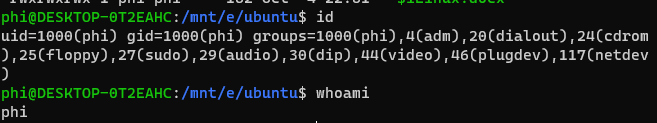 phi@DESKTOP-0T2EAHC:/mnt/e/ubuntu$ id
uid=1000(phi) gid=1000(phi) groups=1000(phi),4(adm),20(dialout),24(cdrom
),25(floppy),27(sudo),29(audio),30(dip),44(video),46(plugdev),117(netdev
)
phi@DESKTOP-0T2EAHC:/mnt/e/ubuntu$ whoami
phi